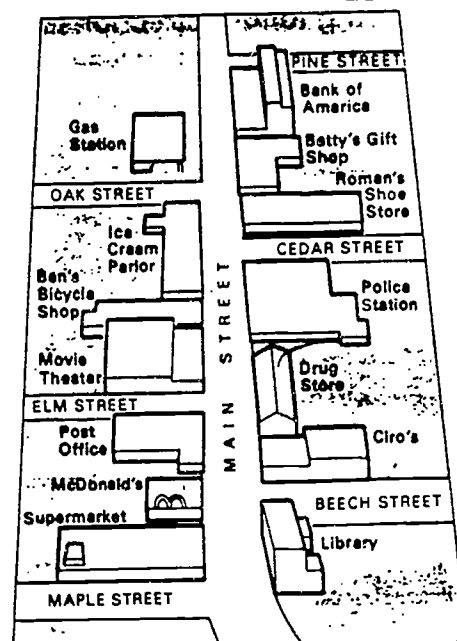 PINE STREET
Bank of
America
Gas
Station
Betty's Gift
Shop
Roman's
Shoe
Store
OAK STREET
Ice
Cream
Parlor
CEDAR STREET
Ben's
Bicycle
Shop
Police
Station
MAIN STREET
Movie
Theater
Drug
Store
ELM STREET
Post
Office
Ciro's
McDonald's
BEECH STREET
Supermarket
Library
MAPLE STREET